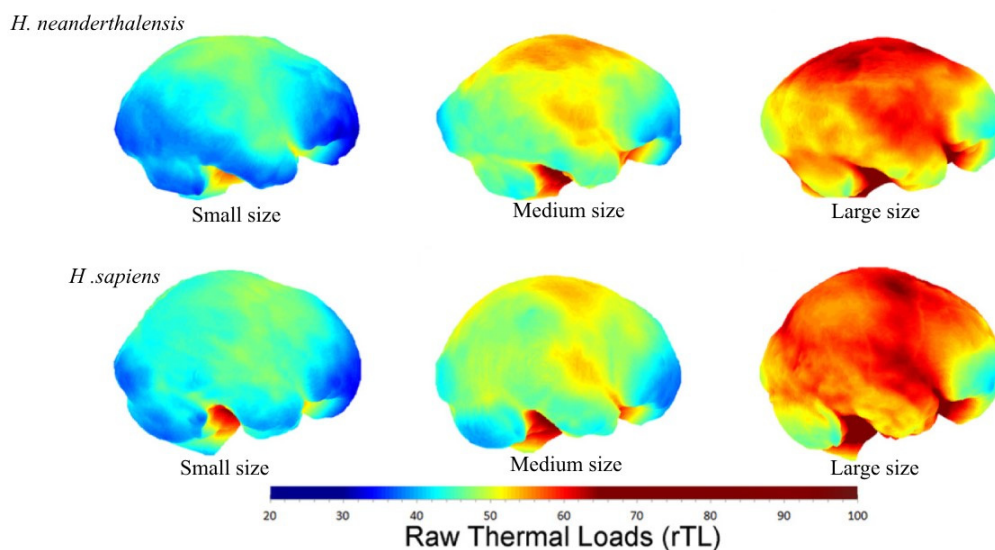 H. neanderthalensis
Small size
Medium size
Large size
H .sapiens
Small size
Medium size
Large size
20 30 40 50 60 70 80 90 100
Raw Thermal Loads (rTL)